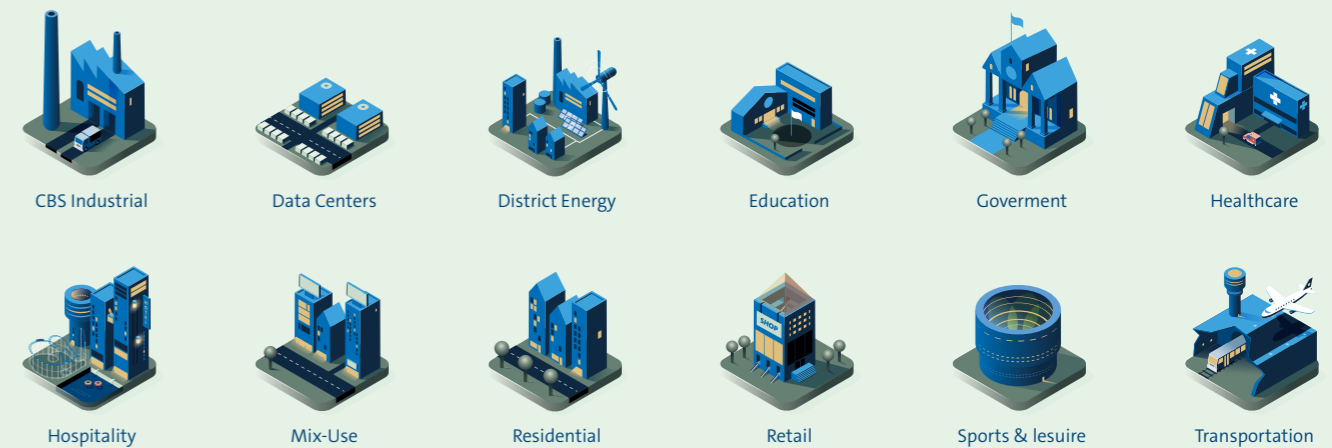 CBS Industrial
Data Centers
District Energy
Education
Goverment
Healthcare
SHOP
Hospitality
Mix-Use
Residential
Retail
Sports & lesuire
Transportation